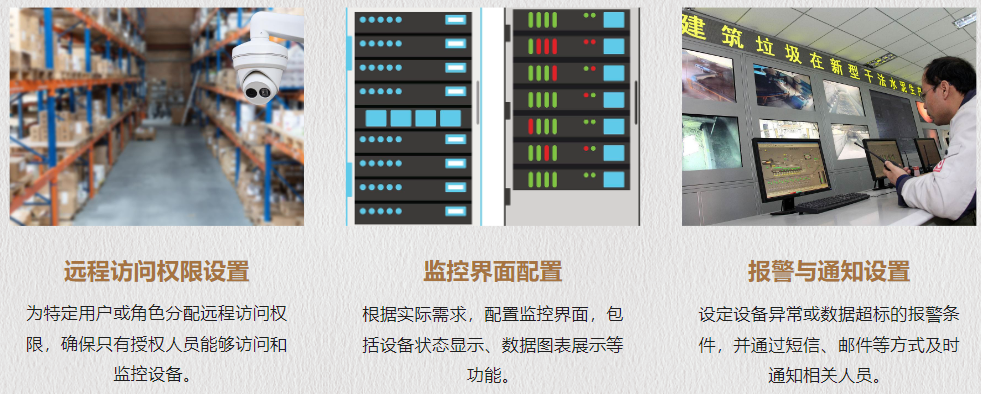 建筑垃圾在新型干法水泥生产
远程访问权限设置
为特定用户或角色分配远程访问权
限，确保只有授权人员能够访问和
监控设备。
监控界面配置
根据实际需求，配置监控界面，包
括设备状态显示、数据图表展示等
功能。
报警与通知设置
设定设备异常或数据超标的报警条
件，并通过短信、邮件等方式及时
通知相关人员。